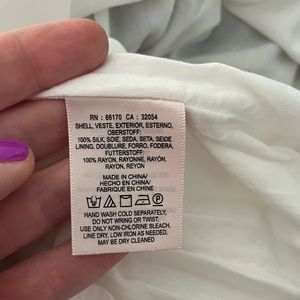 RN : 66170 CA : 32054
SHELL, VESTE, EXTERIOR, ESTERNO,
OBERSTOFF:
100% SILK, SOIE, SEDA, SETA, SEIDE
LINING, DOUBLURE, FORRO, FODERA,
FUTTERSTOFF:
100% RAYON, RAYONNE, RAYÓN,
RAYON, REYON
MADE IN CHINA/
HECHO EN CHINA/
FABRIQUE EN CHINE
HAND WASH COLD SEPARATELY,
DO NOT WRING OR TWIST,
USE ONLY NON-CHLORINE BLEACH,
LINE DRY, LOW IRON AS NEEDED,
MAY BE DRY CLEANED